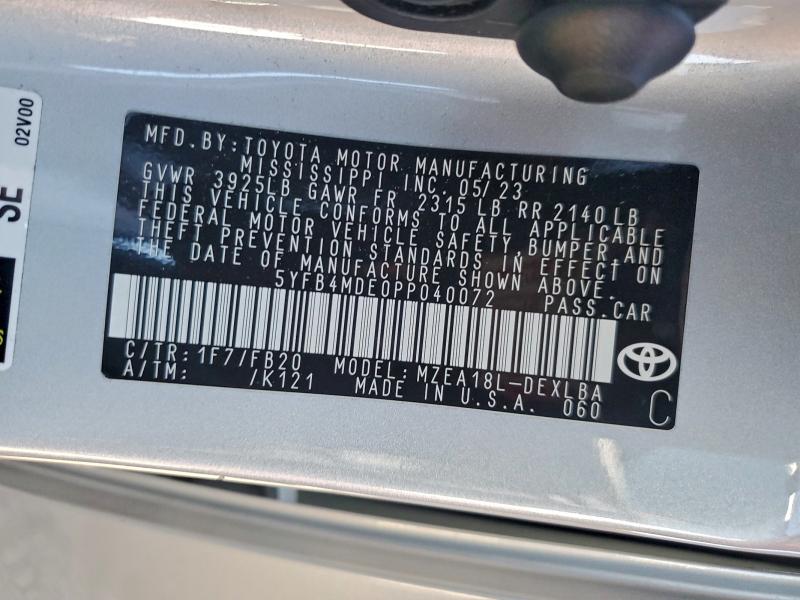 MFD.BY:TOYOTA MOTOR MANUFACTURING
MISSISSIPPI, INC. 05/23
GVWR 3925LB GAWR FR 2315 LB RR 2140 LB
THIS VEHICLE CONFORMS TO ALL APPLICABLE
FEDERAL MOTOR VEHICLE SAFETY, BUMPER, AND
THEFT PREVENTION STANDARDS IN EFFECT ON
THE DATE OF MANUFACTURE SHOWN ABOVE.
5YFB4MDE0PP040072 PASS.CAR
C/TR: 1F7/FB20 MODEL: MZEA18L-DEXLBA
A/TM: /K121 MADE IN U.S.A. 060
C
02V00
SE